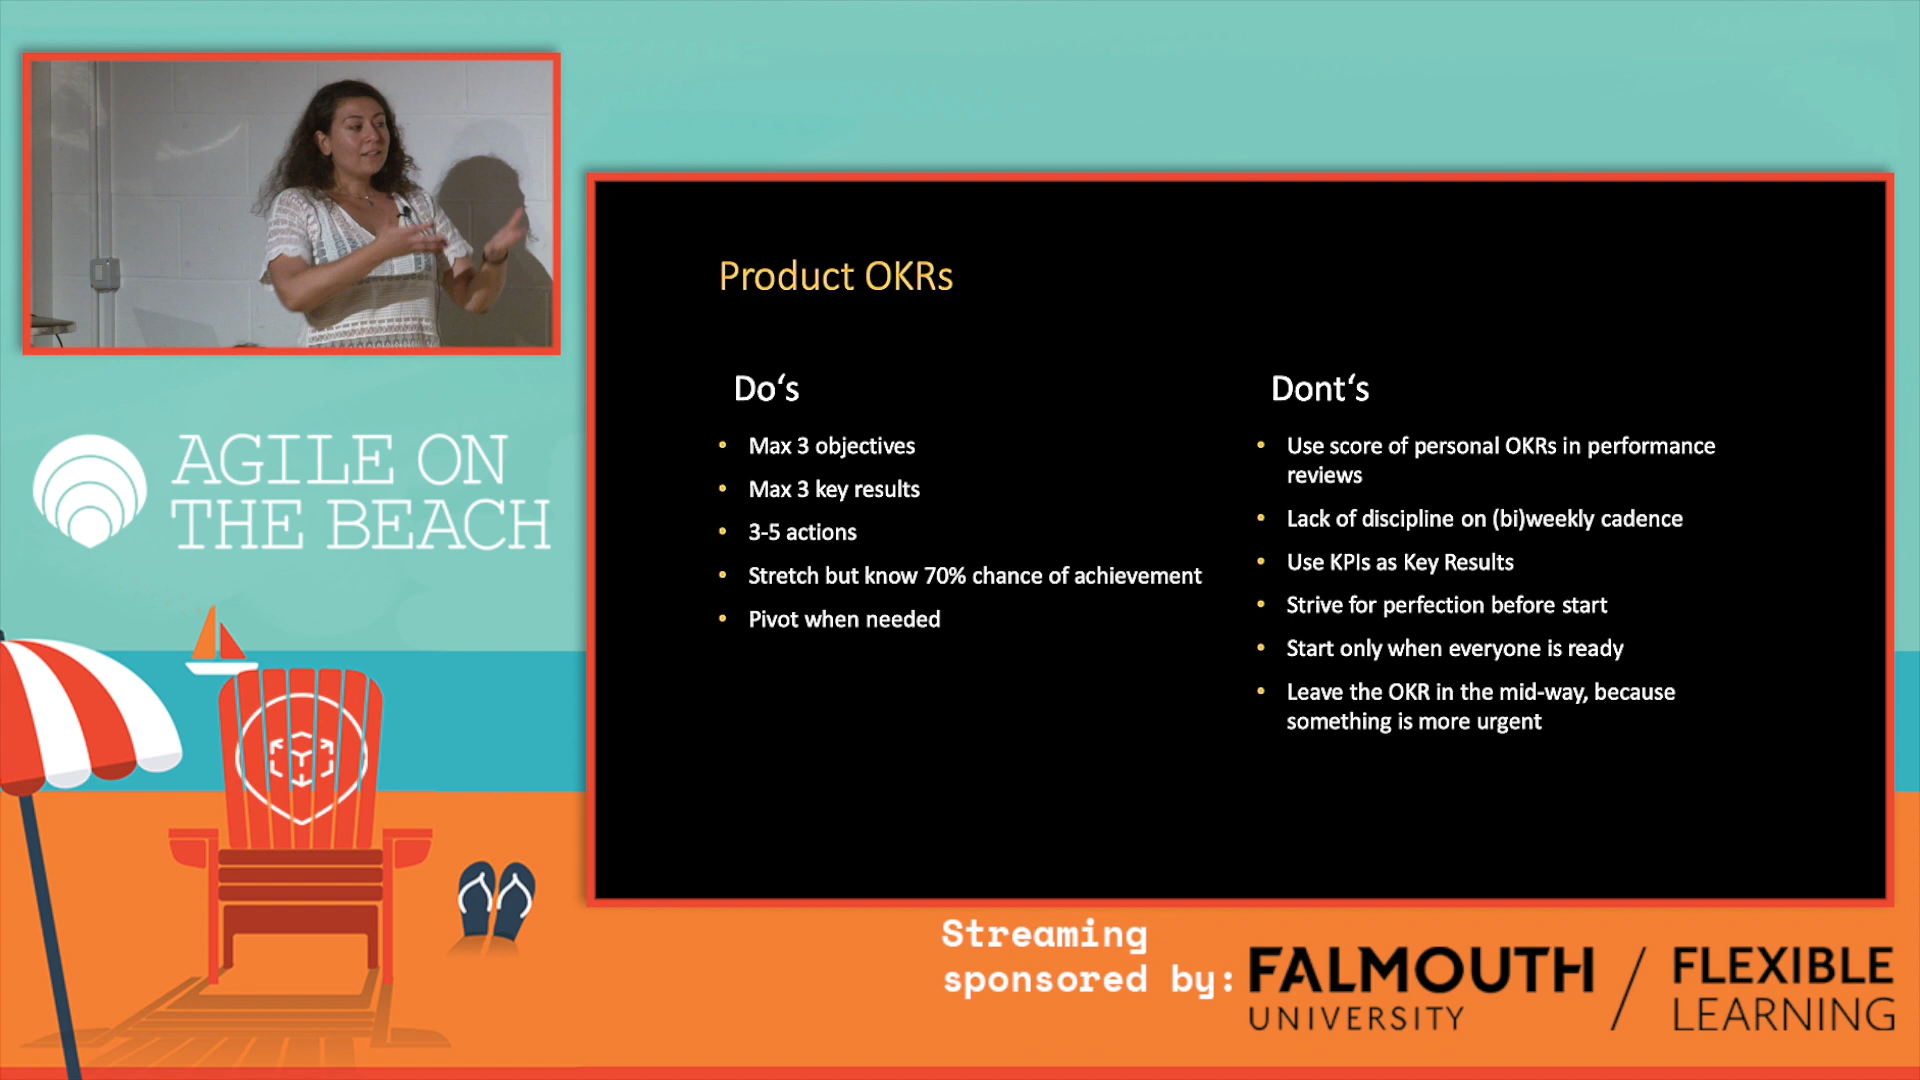 AGILE ON
THE BEACH
Product OKRs
Do‘s
• Max 3 objectives
• Max 3 key results
• 3-5 actions
• Stretch but know 70% chance of achievement
• Pivot when needed
Dont‘s
• Use score of personal OKRs in performance
reviews
• Lack of discipline on (bi)weekly cadence
• Use KPIs as Key Results
• Strive for perfection before start
• Start only when everyone is ready
• Leave the OKR in the mid-way, because
something is more urgent
Streaming
sponsored by:
FALMOUTH
UNIVERSITY
FLEXIBLE
LEARNING